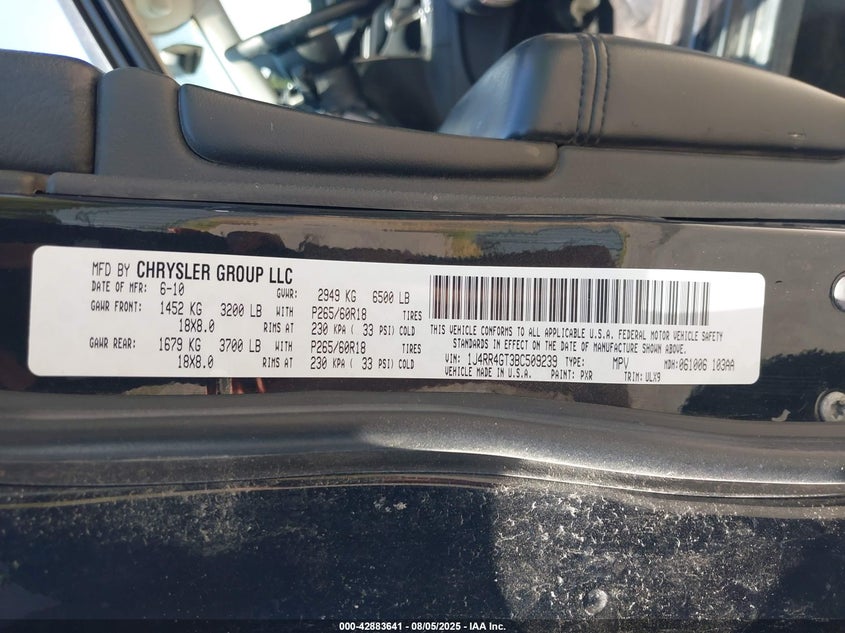 MFD BY CHRYSLER GROUP LLC
DATE OF MFR: 6-10 GVWR: 2949 KG 6500 LB
GAWR FRONT: 1452 KG 3200 LB WITH P265/60R18 TIRES
18X8.0 RIMS AT 230 KPA ( 33 PSI) COLD
GAWR REAR: 1679 KG 3700 LB WITH P265/60R18 TIRES
18X8.0 RIMS AT 230 KPA ( 33 PSI) COLD
THIS VEHICLE CONFORMS TO ALL APPLICABLE U.S.A. FEDERAL MOTOR VEHICLE SAFETY
STANDARDS IN EFFECT ON THE DATE OF MANUFACTURE SHOWN ABOVE.
VIN: 1J4RR4GT3BC509239 TYPE: MPV MDH:061006 103AA
VEHICLE MADE IN U.S.A. PAINT: PXR TRIM: ULX9
000-42883641 - 08/05/2025 - IAA Inc.